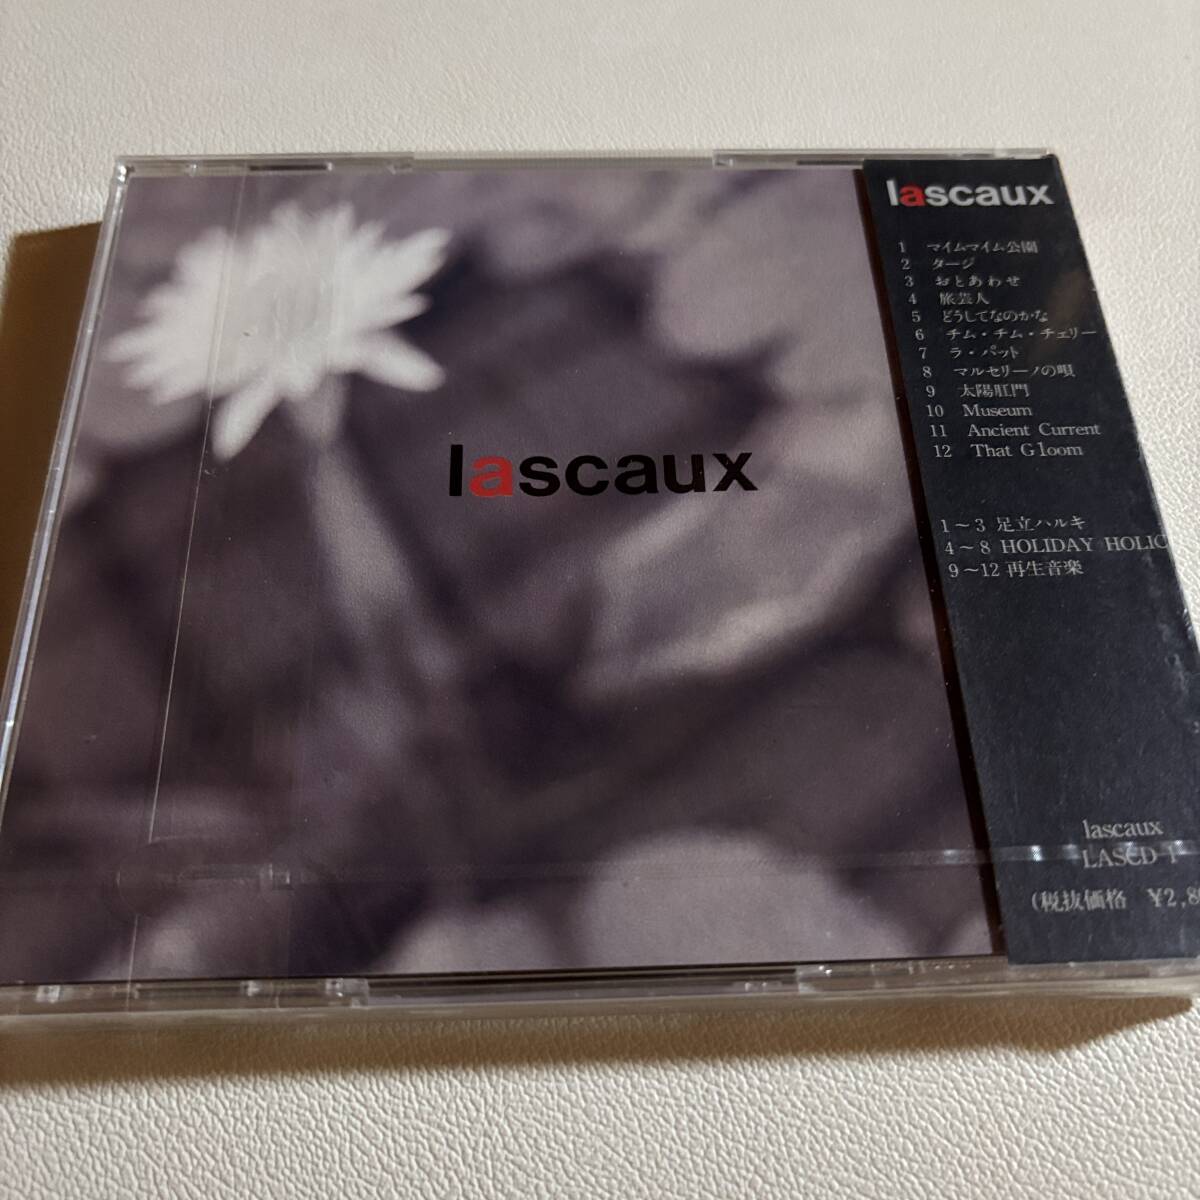 lascaux
lascaux
1 マイムマイム公園
2 タージ
3 おとあわせ
4 旅芸人
5 どうしてなのかな
6 チム・チム・チェリー
7 ラ・パット
8 マルセリーノの唄
9 太陽肛門
10 Museum
11 Ancient Current
12 That Gloom
1～3 足立ハルキ
4～8 HOLIDAY HOLIC
9～12 再生音楽
lascaux
LASCD-1
(税抜価格 ¥2,8